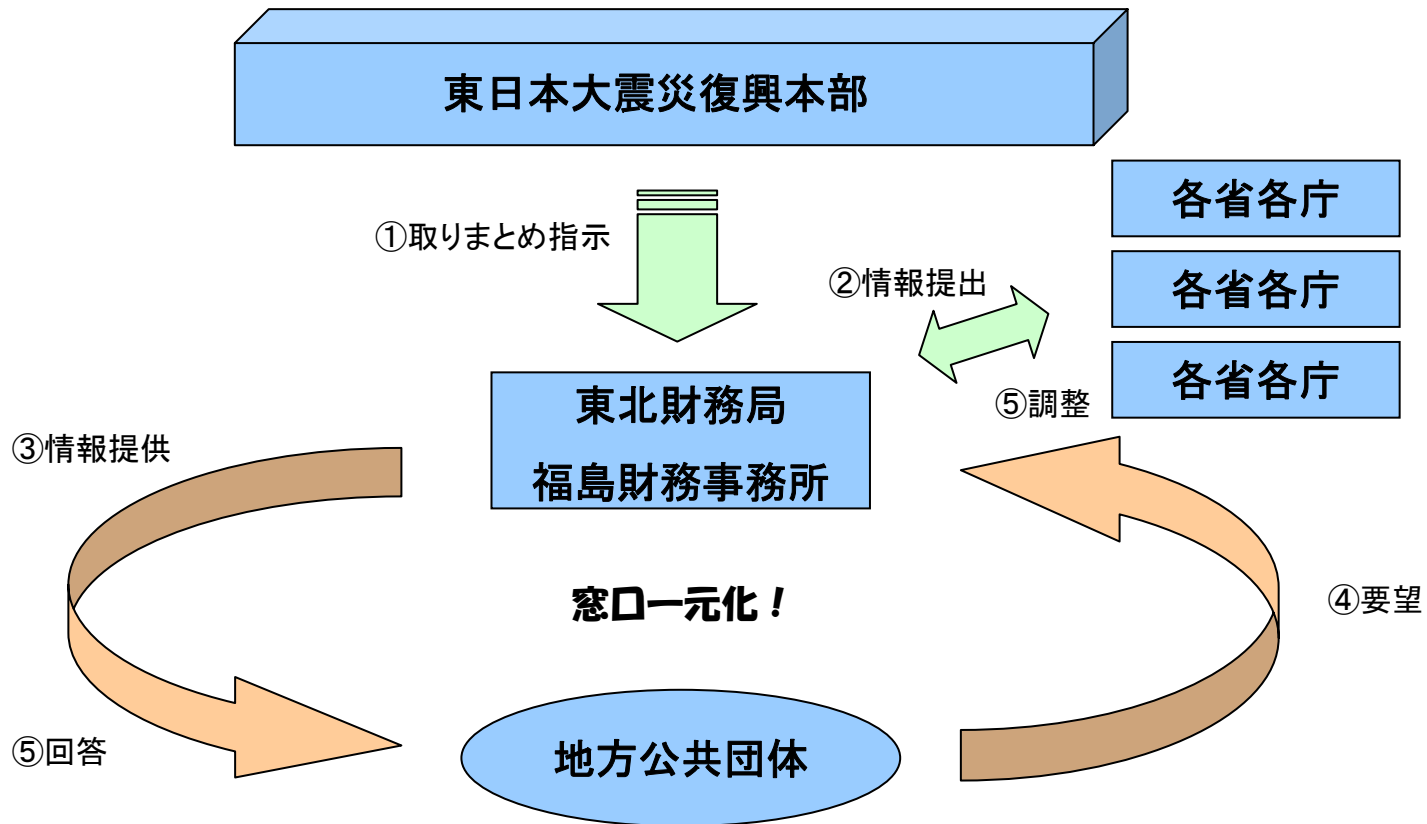 東日本大震災復興本部
各省各庁
①取りまとめ指示
②情報提出
各省各庁
各省各庁
⑤調整
東北財務局
福島財務事務所
③情報提供
窓口一元化！
④要望
⑤回答
地方公共団体